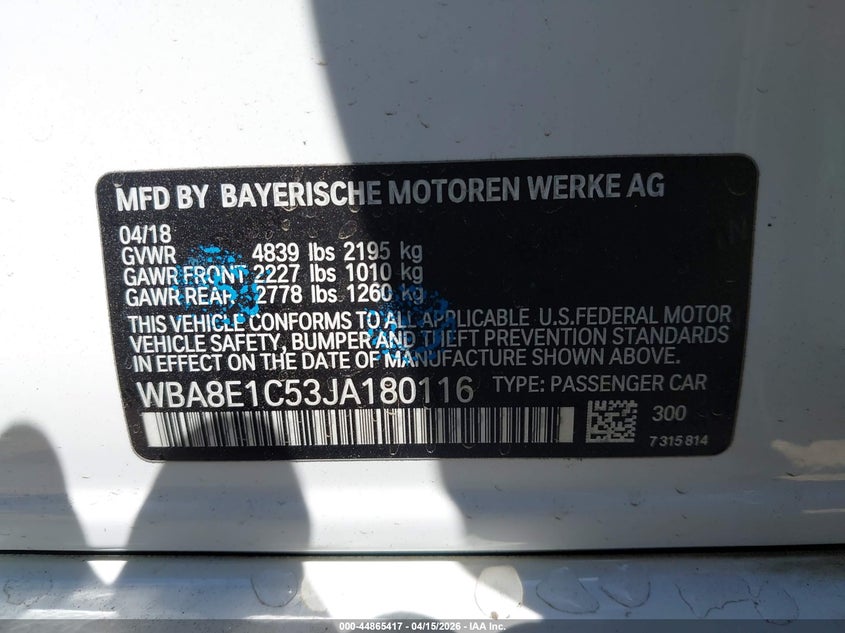 MFD BY BAYERISCHE MOTOREN WERKE AG
04/18
GVWR 4839 lbs 2195 kg
GAWR FRONT 2227 lbs 1010 kg
GAWR REAR 2778 lbs 1260 kg
THIS VEHICLE CONFORMS TO ALL APPLICABLE U.S.FEDERAL MOTOR
VEHICLE SAFETY, BUMPER AND THEFT PREVENTION STANDARDS
IN EFFECT ON THE DATE OF MANUFACTURE SHOWN ABOVE.
WBA8E1C53JA180116 TYPE: PASSENGER CAR
300
7315814
000-44865417 - 04/15/2026 - IAA, Inc.